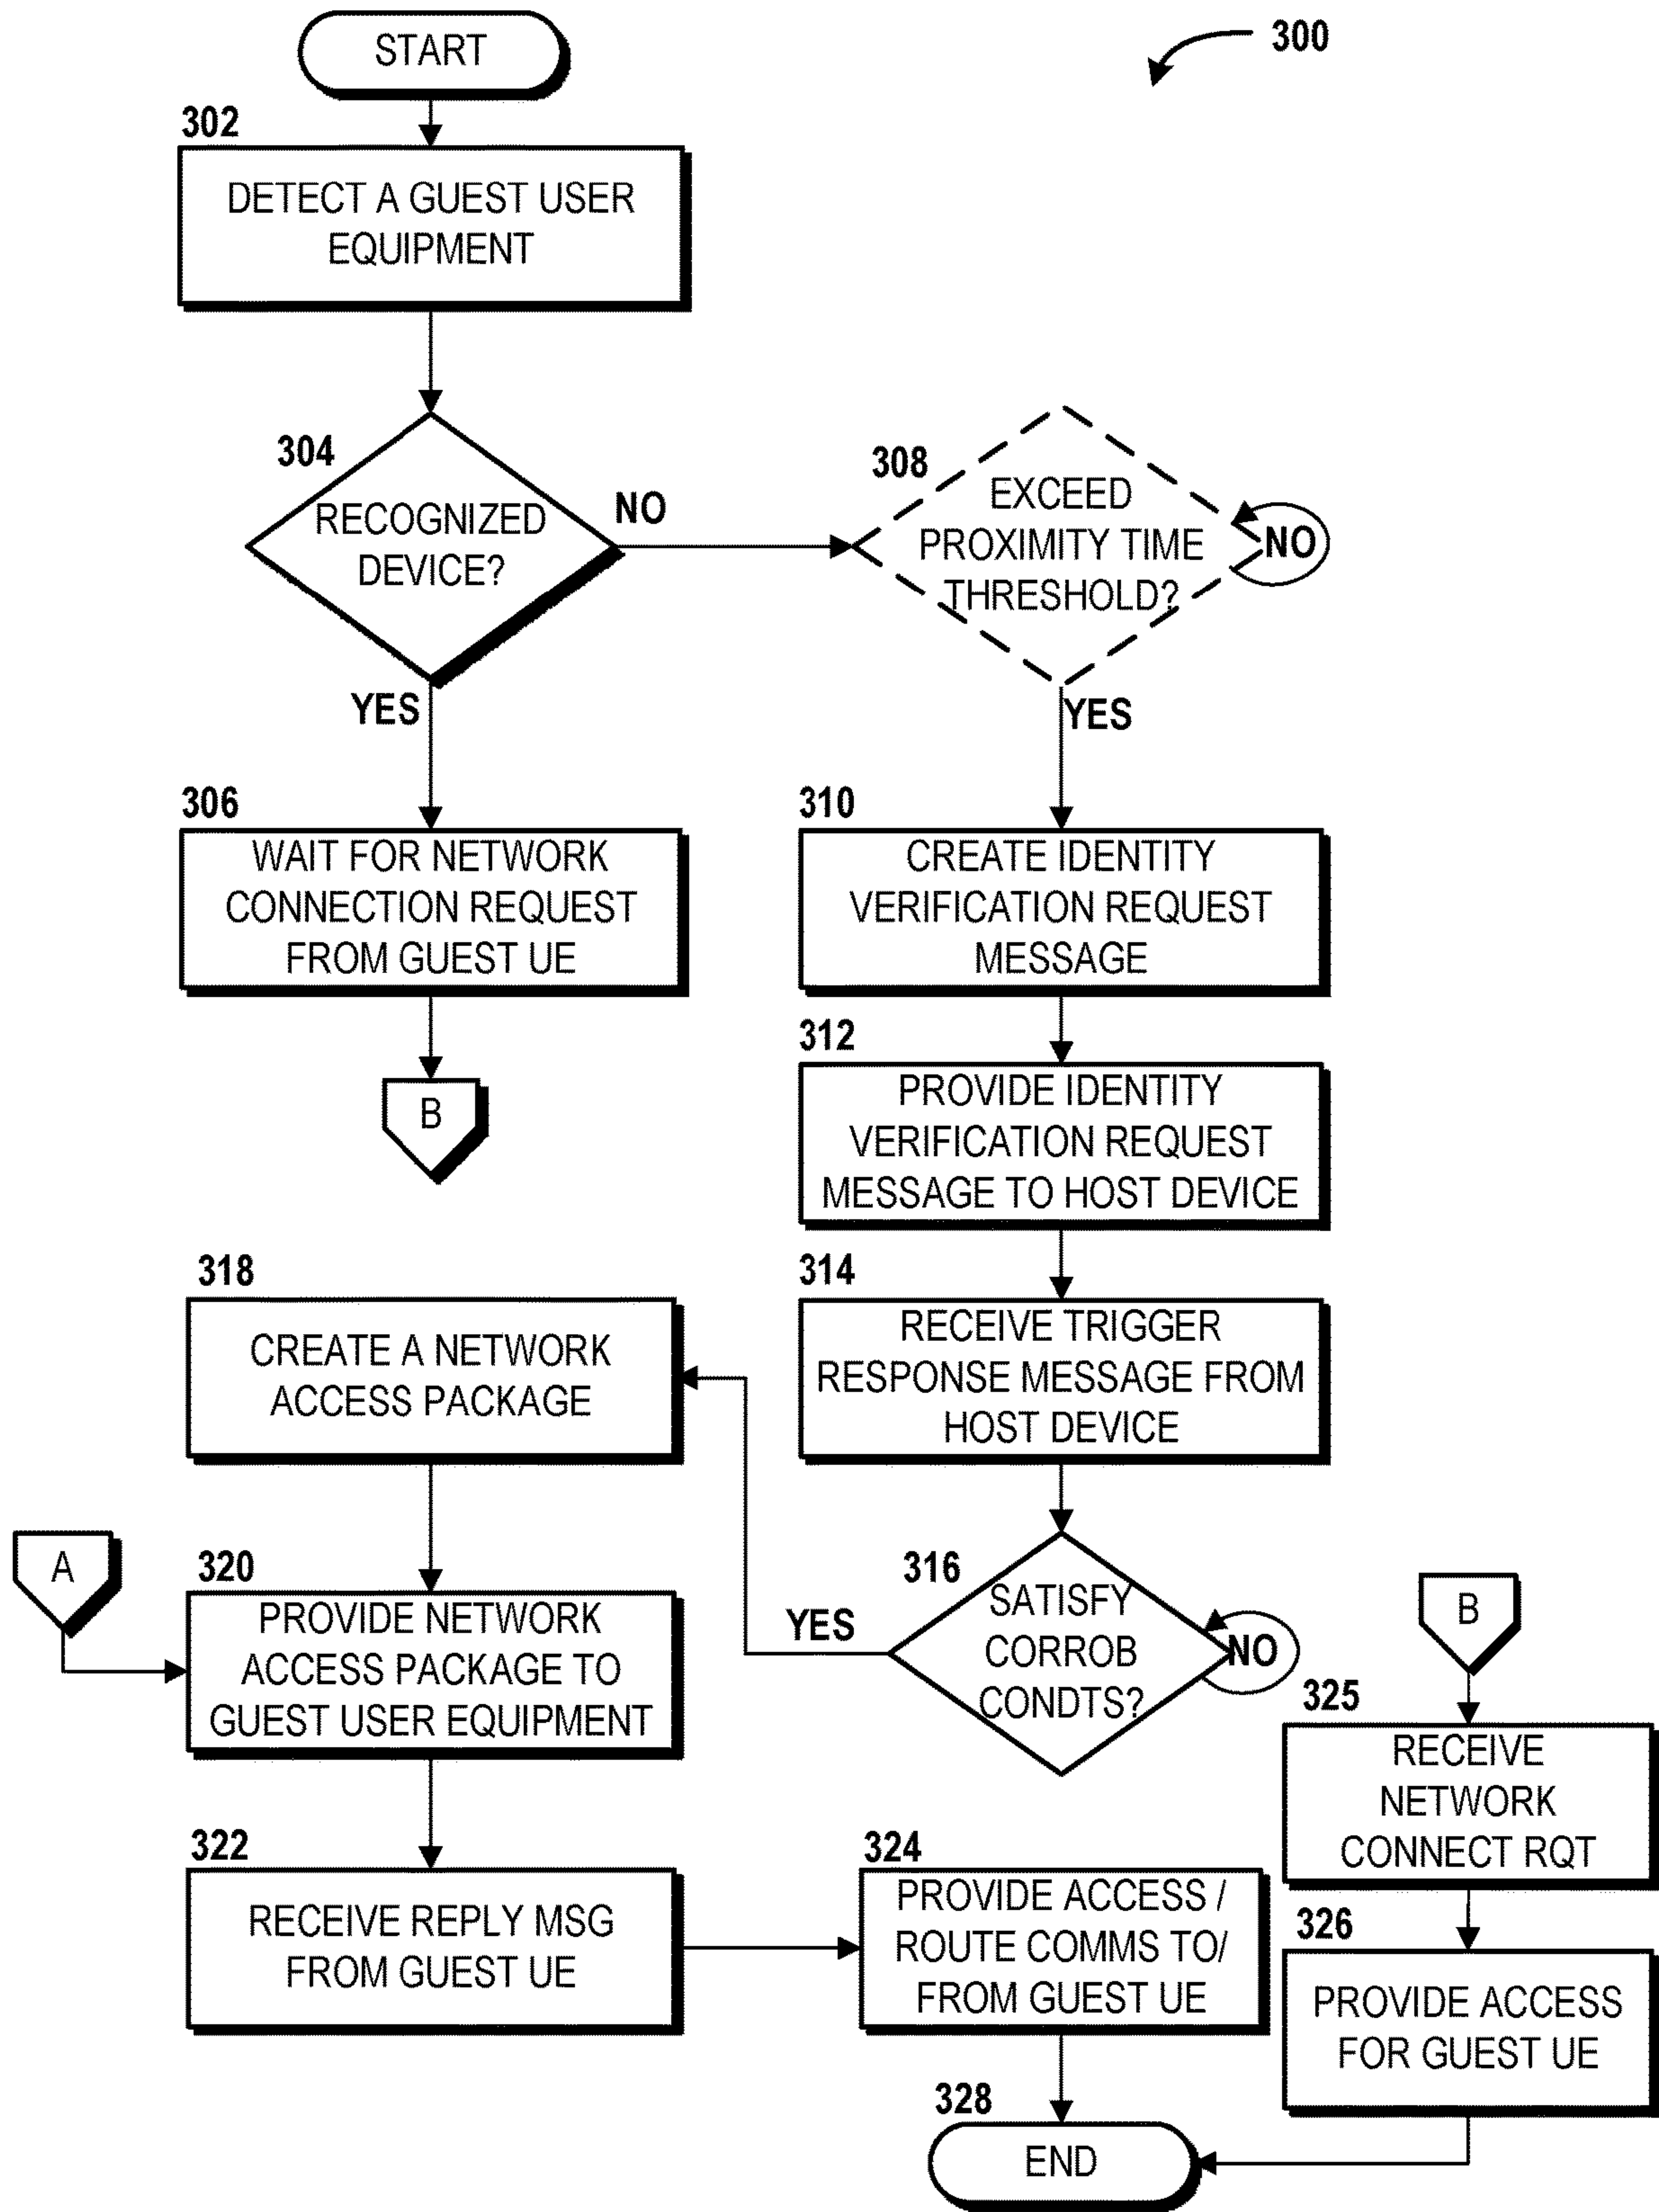 START
300
302
DETECT A GUEST USER
EQUIPMENT
304
RECOGNIZED
DEVICE?
NO
YES
308
EXCEED
PROXIMITY TIME
THRESHOLD?
NO
YES
306
WAIT FOR NETWORK
CONNECTION REQUEST
FROM GUEST UE
B
310
CREATE IDENTITY
VERIFICATION REQUEST
MESSAGE
312
PROVIDE IDENTITY
VERIFICATION REQUEST
MESSAGE TO HOST DEVICE
314
RECEIVE TRIGGER
RESPONSE MESSAGE FROM
HOST DEVICE
316
SATISFY
CORROB
CONDTS?
NO
YES
318
CREATE A NETWORK
ACCESS PACKAGE
A
320
PROVIDE NETWORK
ACCESS PACKAGE TO
GUEST USER EQUIPMENT
322
RECEIVE REPLY MSG
FROM GUEST UE
324
PROVIDE ACCESS /
ROUTE COMMS TO/
FROM GUEST UE
B
325
RECEIVE
NETWORK
CONNECT RQT
326
PROVIDE ACCESS
FOR GUEST UE
328
END